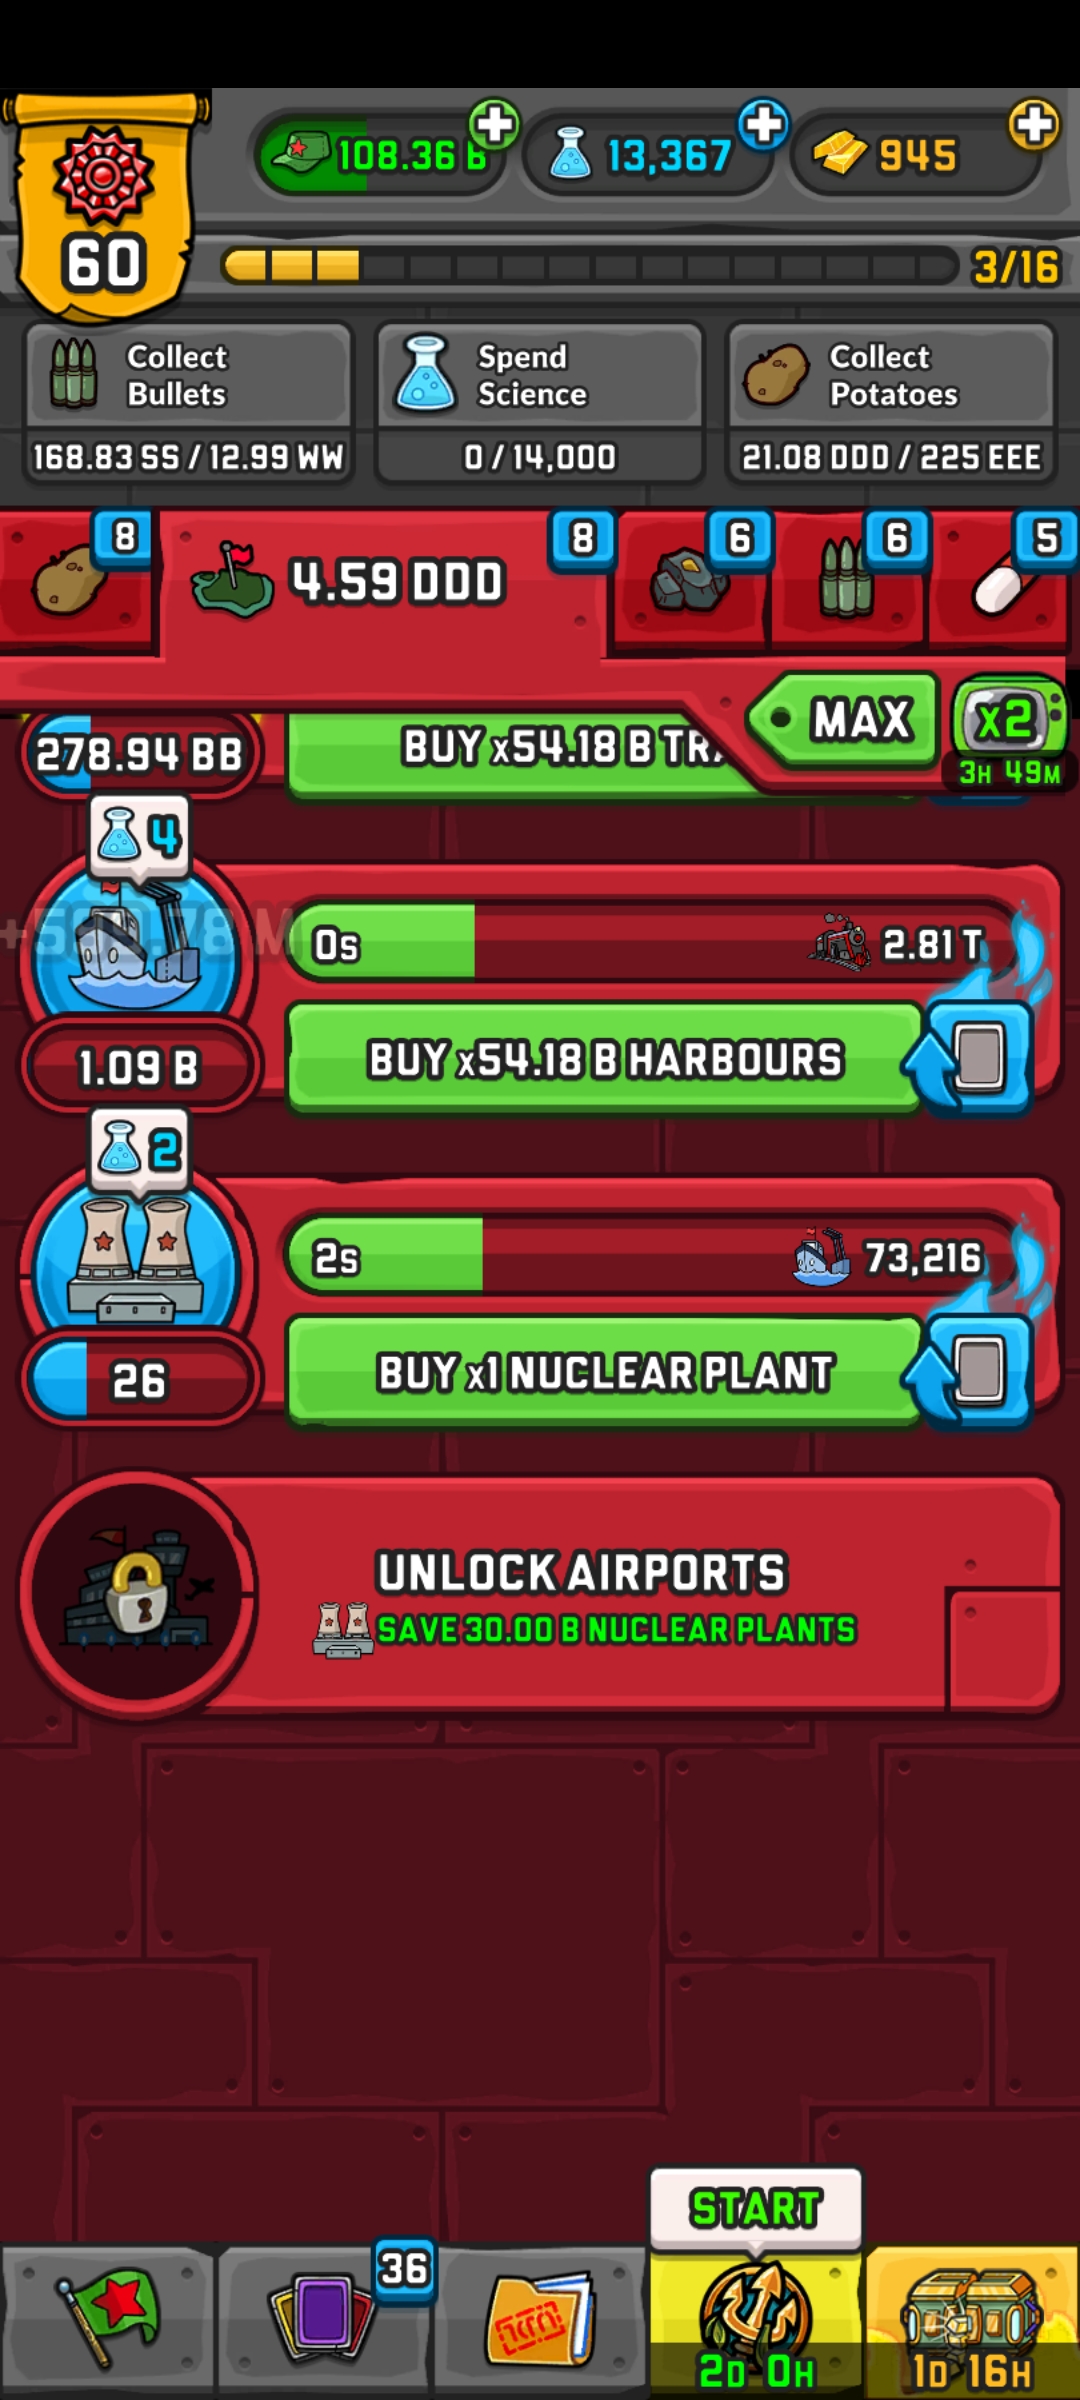 108.36 B
13,367
945
60
3/16
Collect
Bullets
Spend
Science
Collect
Potatoes
168.83 SS / 12.99 WW
0 / 14,000
21.08 DDD / 225 EEE
8
4.59 DDD
8
6
6
5
MAX
x2
3H 49M
278.94 BB
BUY x54.18 B
4
0s
2.81 T
1.09 B
BUY x54.18 B HARBOURS
2
2s
73,216
26
BUY x1 NUCLEAR PLANT
UNLOCK AIRPORTS
SAVE 30.00 B NUCLEAR PLANTS
START
36
2D 0H
1D 16H